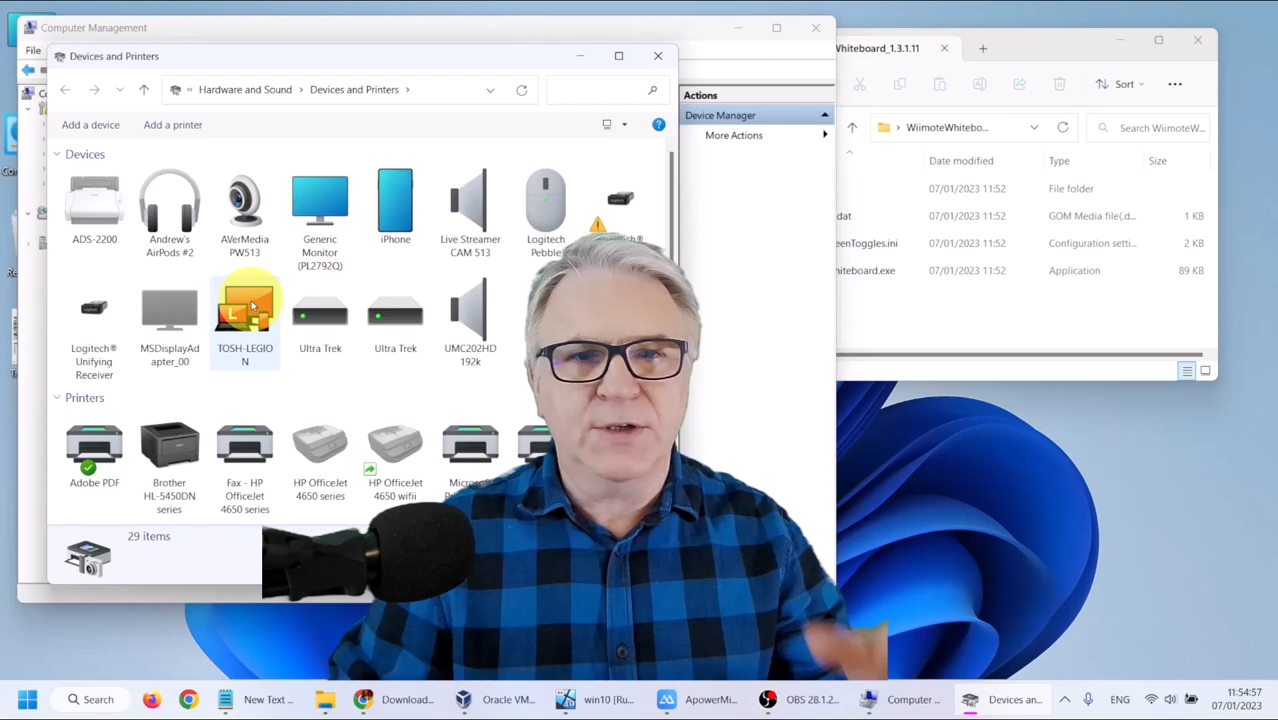 Computer Management
File
Devices and Printers
« Hardware and Sound > Devices and Printers >
Add a device
Add a printer
Devices
ADS-2200
Andrew's
AirPods #2
AVerMedia
PW513
Generic
Monitor
(PL2792Q)
iPhone
Live Streamer
CAM 513
Logitech
Pebble
Logitech®
Unifying
Receiver
MSDisplayAd
apter_00
TOSH-LEGIO
N
Ultra Trek
Ultra Trek
UMC202HD
192k
Printers
Adobe PDF
Brother
HL-5450DN
series
Fax - HP
OfficeJet
4650 series
HP OfficeJet
4650 series
HP OfficeJet
4650 wifii
29 items
Actions
Device Manager
More Actions
Whiteboard_1.3.1.11
Sort
WiimoteWhitebo...
Search WiimoteW...
Date modified
Type
Size
07/01/2023 11:52
File folder
dat
07/01/2023 11:52
GOM Media file(.d...
1 KB
eenToggles.ini
07/01/2023 11:52
Configuration setti...
2 KB
hiteboard.exe
07/01/2023 11:52
Application
89 KB
Search
New Text ...
Download...
Oracle VM...
win10 [Ru...
ApowerMi...
OBS 28.1.2...
Computer ...
Devices an...
ENG
11:54:57
07/01/2023